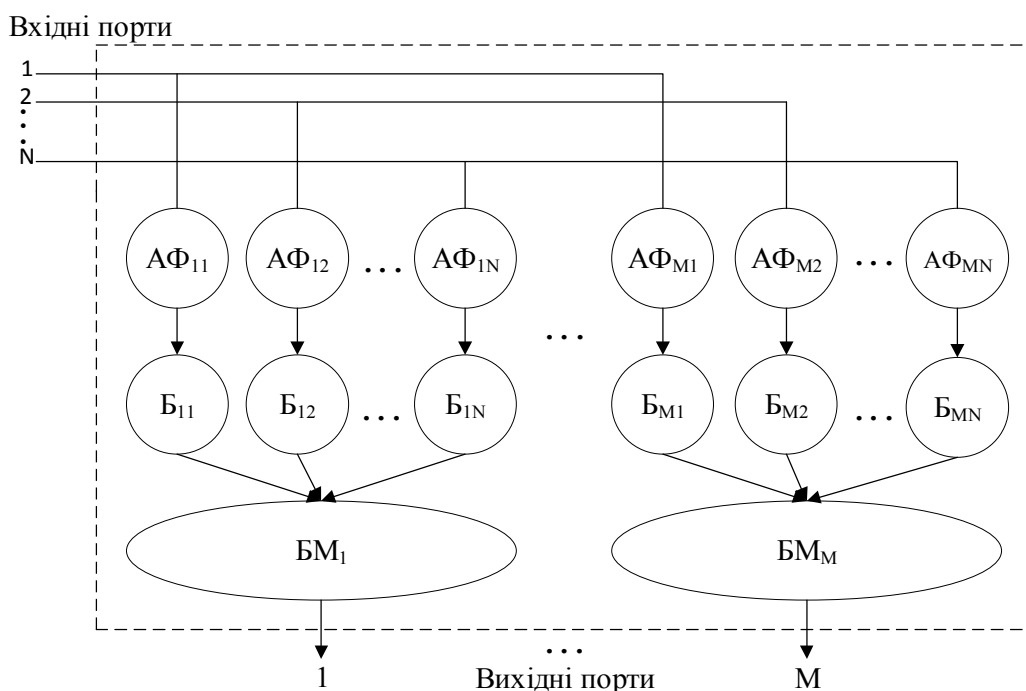 Вхідні порти
1
2
⋮
N
АФ₁₁ АФ₁₂ ... АФ₁N АФM₁ АФM₂ ... АФMN
...
Б₁₁ Б₁₂ ... Б₁N БM₁ БM₂ ... БMN
БМ₁ БМM
1 ... M
Вихідні порти